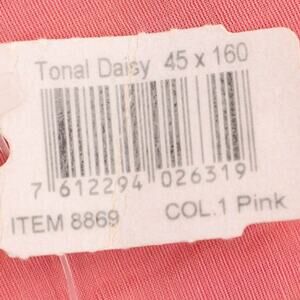 Tonal Daisy 45 x 160
7 612294 026319
ITEM 8869 COL.1 Pink